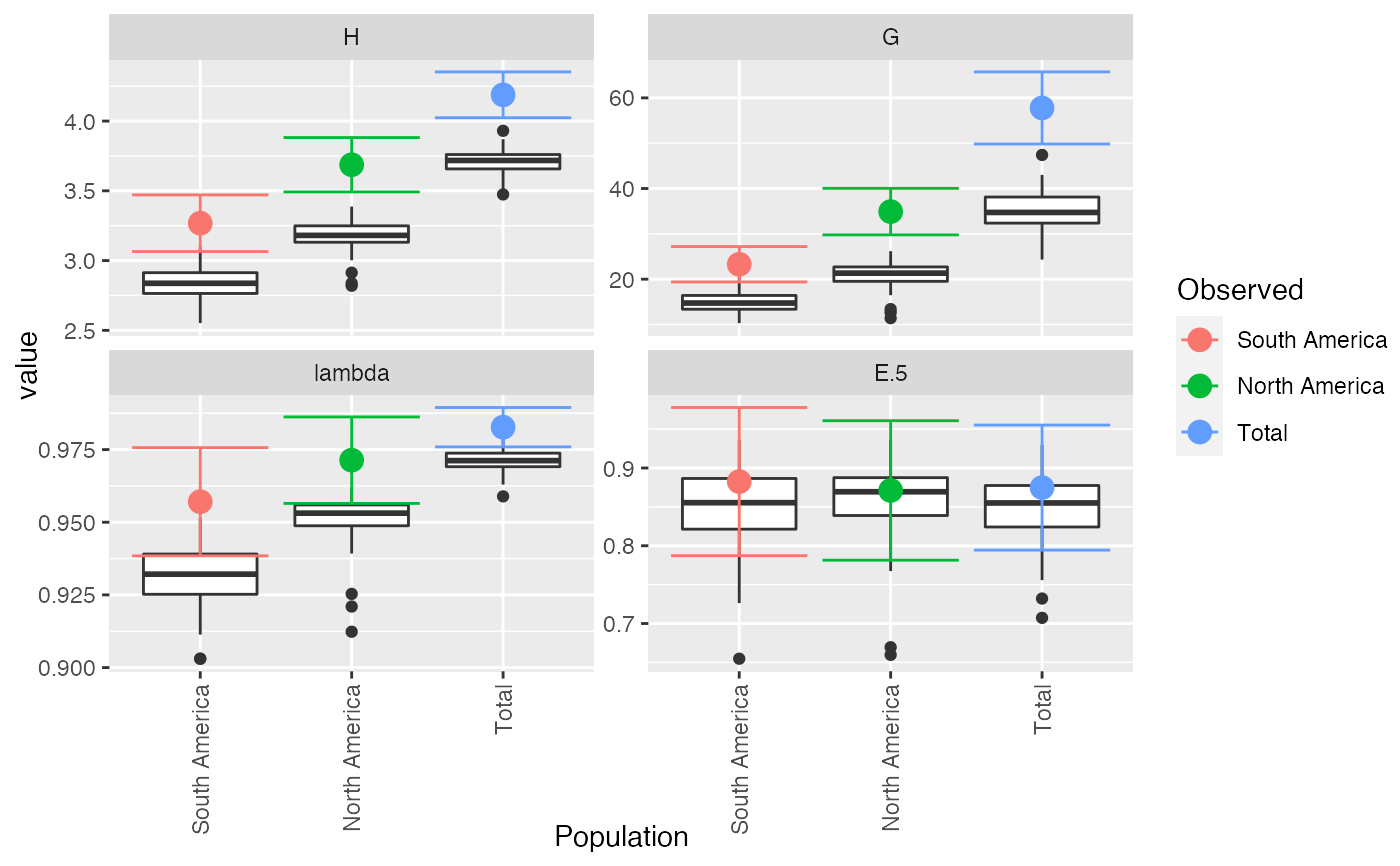 H
G
4.0
3.5
3.0
2.5
60
40
20
value
lambda
E.5
0.975
0.950
0.925
0.900
0.9
0.8
0.7
South America
North America
Total
South America
North America
Total
Population
Observed
South America
North America
Total